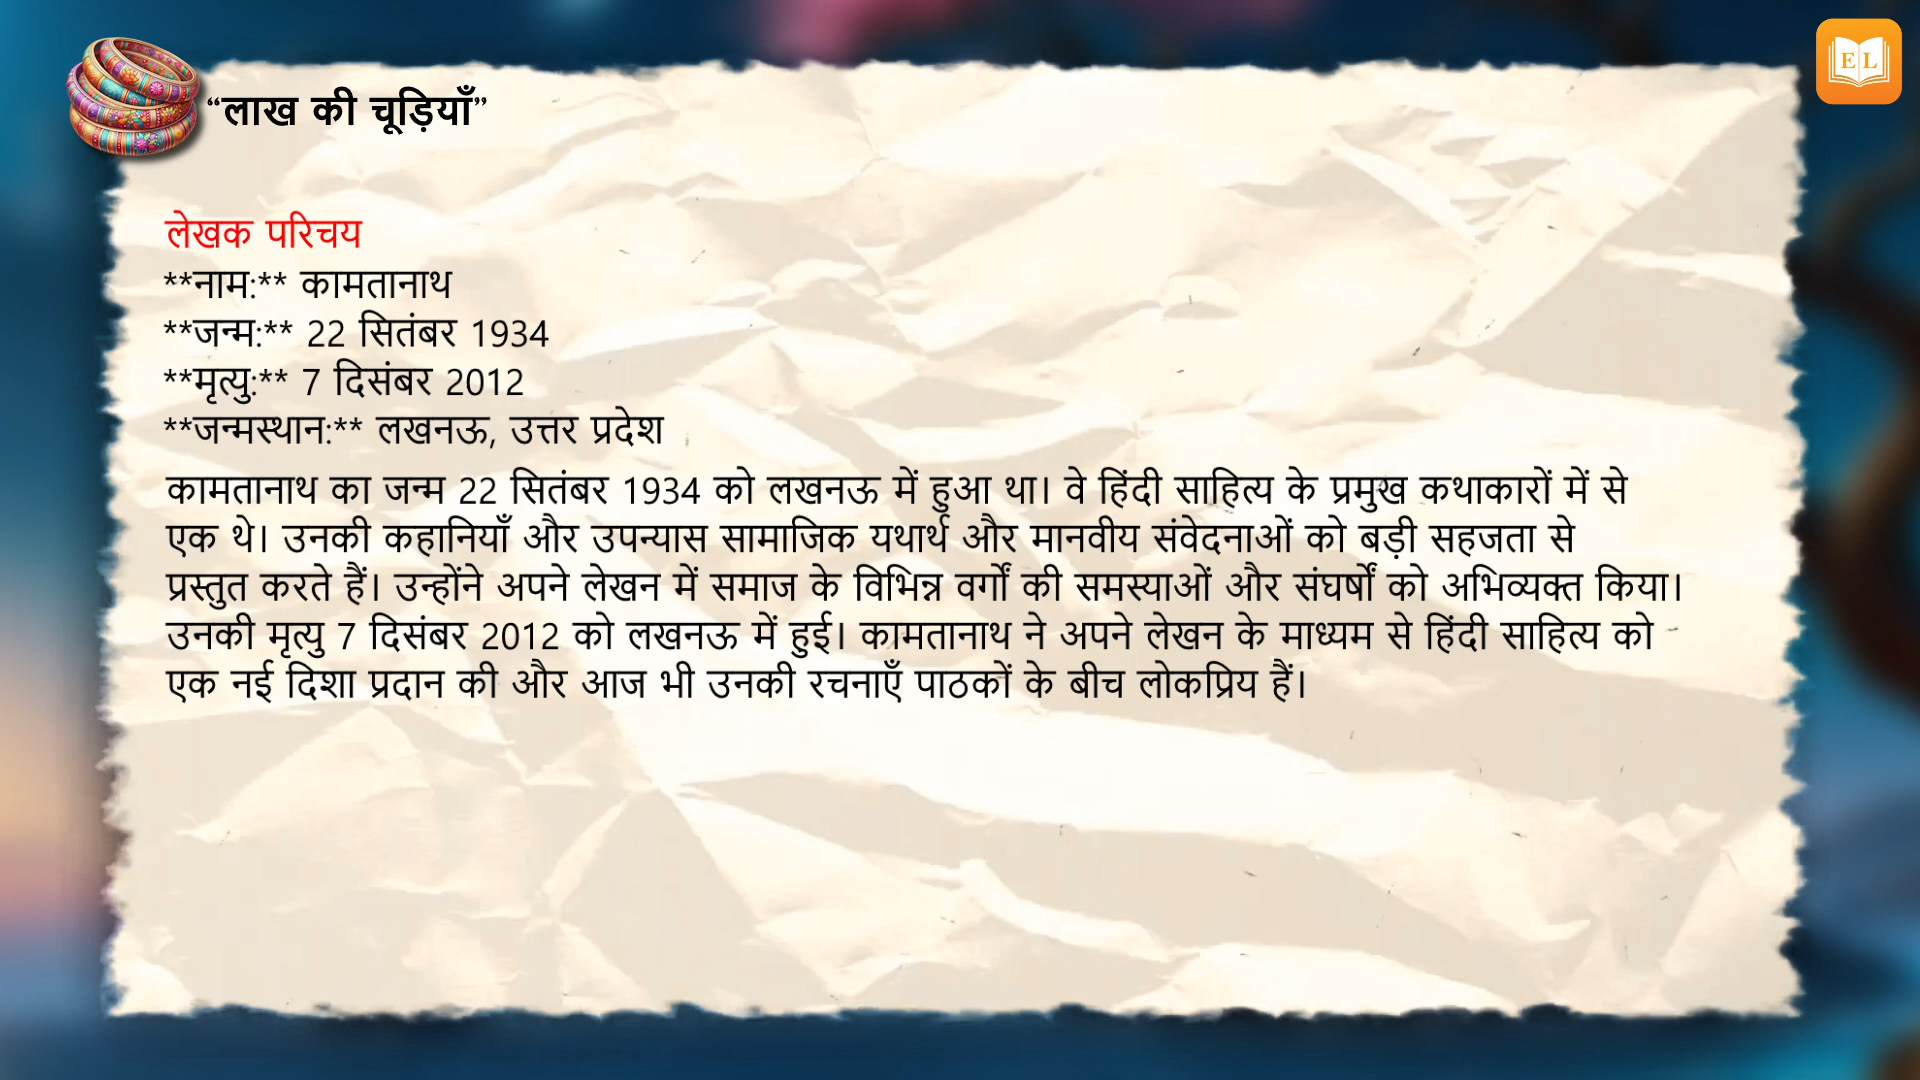 E L
“लाख की चूड़ियाँ”
लेखक परिचय
**नाम:** कामतानाथ
**जन्म:** 22 सितंबर 1934
**मृत्यु:** 7 दिसंबर 2012
**जन्मस्थान:** लखनऊ, उत्तर प्रदेश
कामतानाथ का जन्म 22 सितंबर 1934 को लखनऊ में हुआ था। वे हिंदी साहित्य के प्रमुख कथाकारों में से
एक थे। उनकी कहानियाँ और उपन्यास सामाजिक यथार्थ और मानवीय संवेदनाओं को बड़ी सहजता से
प्रस्तुत करते हैं। उन्होंने अपने लेखन में समाज के विभिन्न वर्गों की समस्याओं और संघर्षों को अभिव्यक्त किया।
उनकी मृत्यु 7 दिसंबर 2012 को लखनऊ में हुई। कामतानाथ ने अपने लेखन के माध्यम से हिंदी साहित्य को
एक नई दिशा प्रदान की और आज भी उनकी रचनाएँ पाठकों के बीच लोकप्रिय हैं।